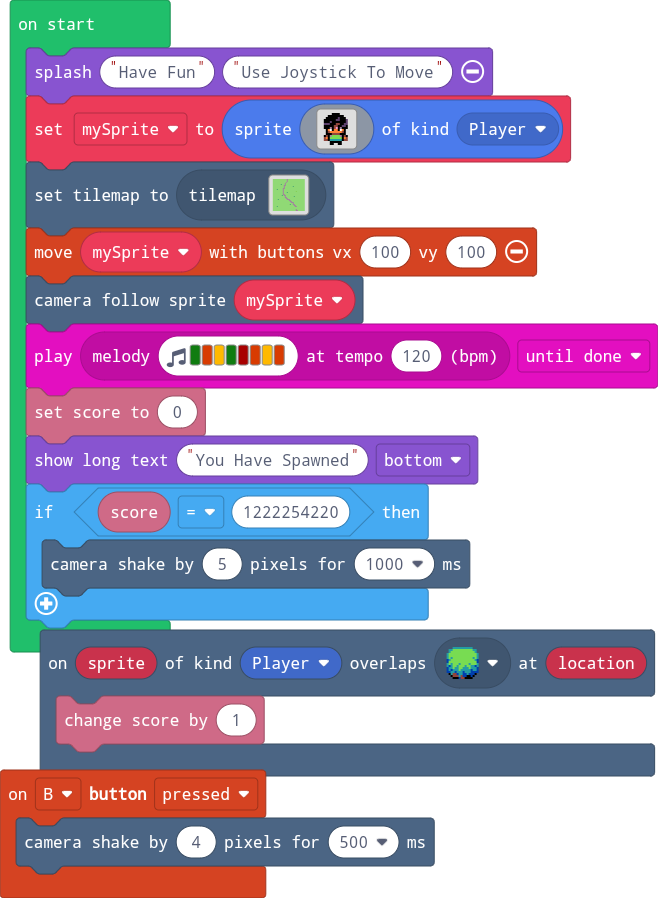 on start
splash "Have Fun" "Use Joystick To Move"
set mySprite to sprite of kind Player
set tilemap to tilemap
move mySprite with buttons vx 100 vy 100
camera follow sprite mySprite
play melody at tempo 120 (bpm) until done
set score to 0
show long text "You Have Spawned" bottom
if score = 1222254220 then
camera shake by 5 pixels for 1000 ms
on sprite of kind Player overlaps at location
change score by 1
on B button pressed
camera shake by 4 pixels for 500 ms